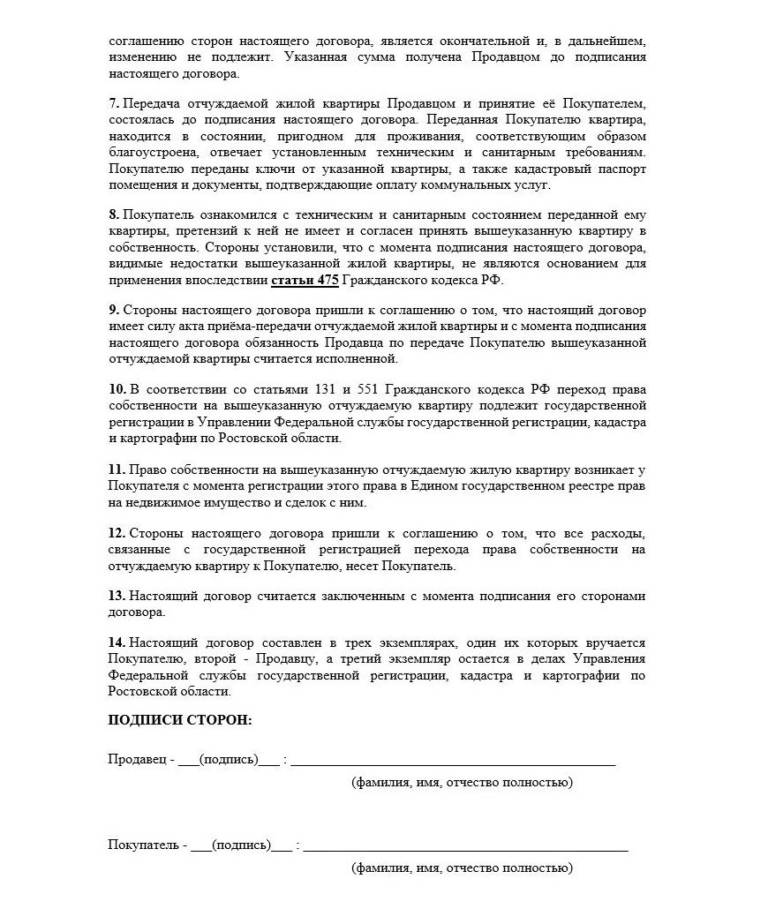 соглашению сторон настоящего договора, является окончательной и, в дальнейшем,
изменению не подлежит. Указанная сумма получена Продавцом до подписания
настоящего договора.
7. Передача отчуждаемой жилой квартиры Продавцом и принятие её Покупателем,
состоялась до подписания настоящего договора. Переданная Покупателю квартира,
находится в состоянии, пригодном для проживания, соответствующим образом
благоустроена, отвечает установленным техническим и санитарным требованиям.
Покупателю переданы ключи от указанной квартиры, а также кадастровый паспорт
помещения и документы, подтверждающие оплату коммунальных услуг.
8. Покупатель ознакомился с техническим и санитарным состоянием переданной ему
квартиры, претензий к ней не имеет и согласен принять вышеуказанную квартиру в
собственность. Стороны установили, что с момента подписания настоящего договора,
видимые недостатки вышеуказанной жилой квартиры, не являются основанием для
применения впоследствии статьи 475 Гражданского кодекса РФ.
9. Стороны настоящего договора пришли к соглашению о том, что настоящий договор
имеет силу акта приёма-передачи отчуждаемой жилой квартиры и с момента подписания
настоящего договора обязанность Продавца по передаче Покупателю вышеуказанной
отчуждаемой квартиры считается исполненной.
10. В соответствии со статьями 131 и 551 Гражданского кодекса РФ переход права
собственности на вышеуказанную отчуждаемую квартиру подлежит государственной
регистрации в Управлении Федеральной службы государственной регистрации, кадастра
и картографии по Ростовской области.
11. Право собственности на вышеуказанную отчуждаемую жилую квартиру возникает у
Покупателя с момента регистрации этого права в Едином государственном реестре прав
на недвижимое имущество и сделок с ним.
12. Стороны настоящего договора пришли к соглашению о том, что все расходы,
связанные с государственной регистрацией перехода права собственности на
отчуждаемую квартиру к Покупателю, несет Покупатель.
13. Настоящий договор считается заключенным с момента подписания его сторонами
договора.
14. Настоящий договор составлен в трех экземплярах, один их которых вручается
Покупателю, второй - Продавцу, а третий экземпляр остается в делах Управления
Федеральной службы государственной регистрации, кадастра и картографии по
Ростовской области.
ПОДПИСИ СТОРОН:
Продавец - ___(подпись)___ : ______________________________________________
(фамилия, имя, отчество полностью)
Покупатель - ___(подпись)___ : ______________________________________________
(фамилия, имя, отчество полностью)